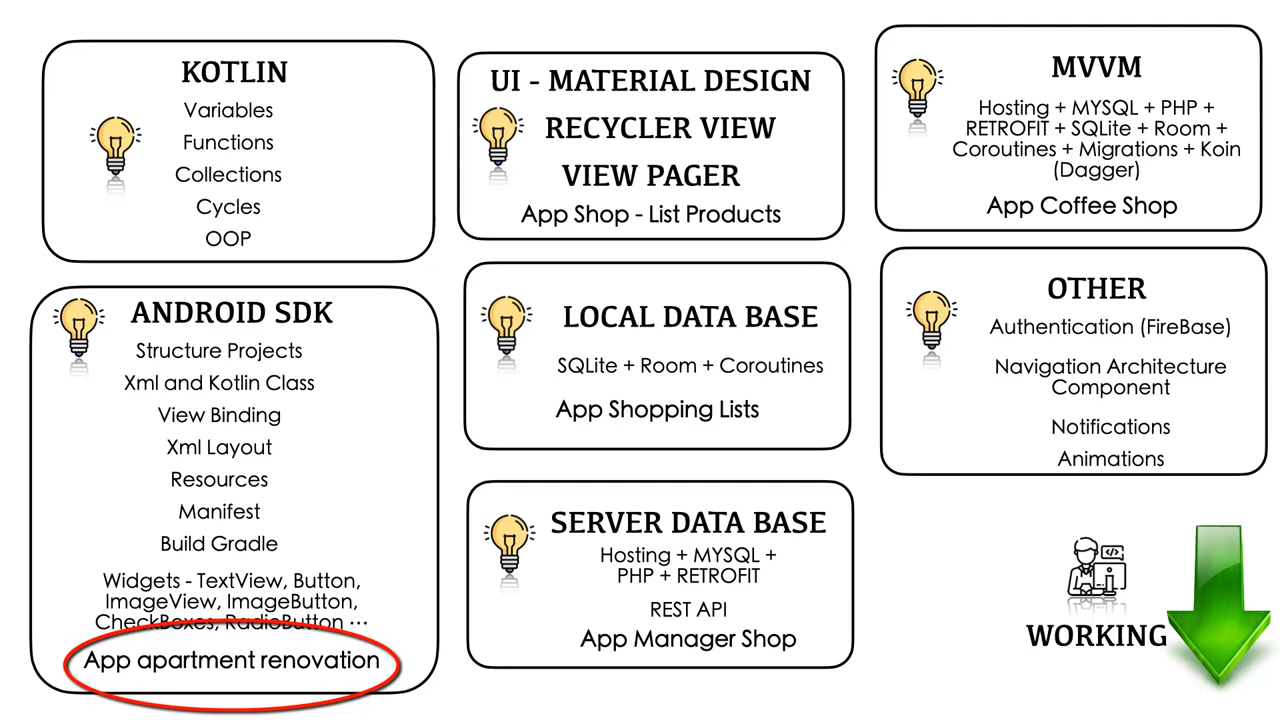 KOTLIN
Variables
Functions
Collections
Cycles
OOP
ANDROID SDK
Structure Projects
Xml and Kotlin Class
View Binding
Xml Layout
Resources
Manifest
Build Gradle
Widgets - TextView, Button,
ImageView, ImageButton,
CheckBoxes, RadioButton ···
App apartment renovation
UI - MATERIAL DESIGN
RECYCLER VIEW
VIEW PAGER
App Shop - List Products
LOCAL DATA BASE
SQLite + Room + Coroutines
App Shopping Lists
SERVER DATA BASE
Hosting + MYSQL +
PHP + RETROFIT
REST API
App Manager Shop
MVVM
Hosting + MYSQL + PHP +
RETROFIT + SQLite + Room +
Coroutines + Migrations + Koin
(Dagger)
App Coffee Shop
OTHER
Authentication (FireBase)
Navigation Architecture
Component
Notifications
Animations
WORKING